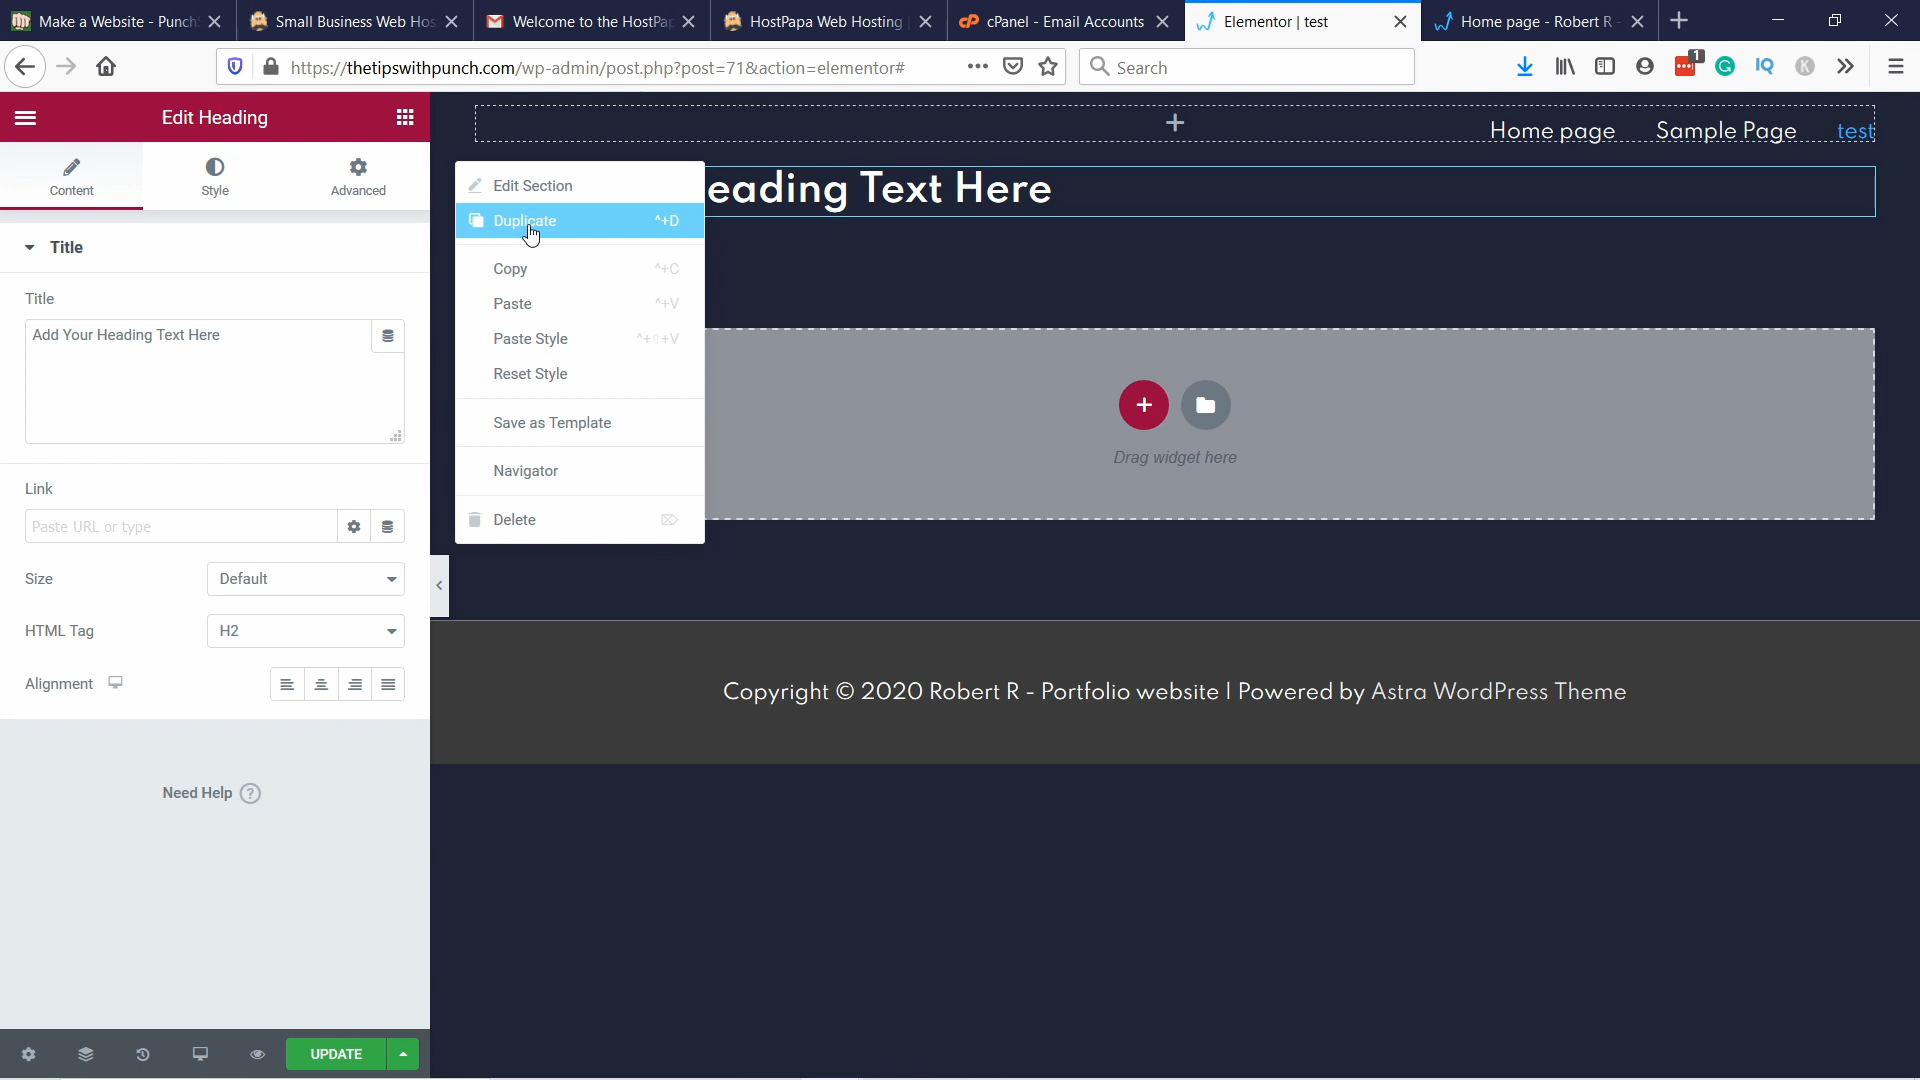 Make a Website - Punch
Small Business Web Hos
Welcome to the HostPap
HostPapa Web Hosting
cPanel - Email Accounts
Elementor | test
Home page - Robert R -
https://thetipswithpunch.com/wp-admin/post.php?post=71&action=elementor#
Search
1
IQ
K
Edit Heading
Content
Style
Advanced
Title
Title
Add Your Heading Text Here
Link
Paste URL or type
Size
Default
HTML Tag
H2
Alignment
Need Help ?
UPDATE
Home page
Sample Page
test
eading Text Here
Edit Section
Duplicate ^+D
Copy ^+C
Paste ^+V
Paste Style ^+⇧+V
Reset Style
Save as Template
Navigator
Delete ⌦
Drag widget here
Copyright © 2020 Robert R - Portfolio website | Powered by Astra WordPress Theme